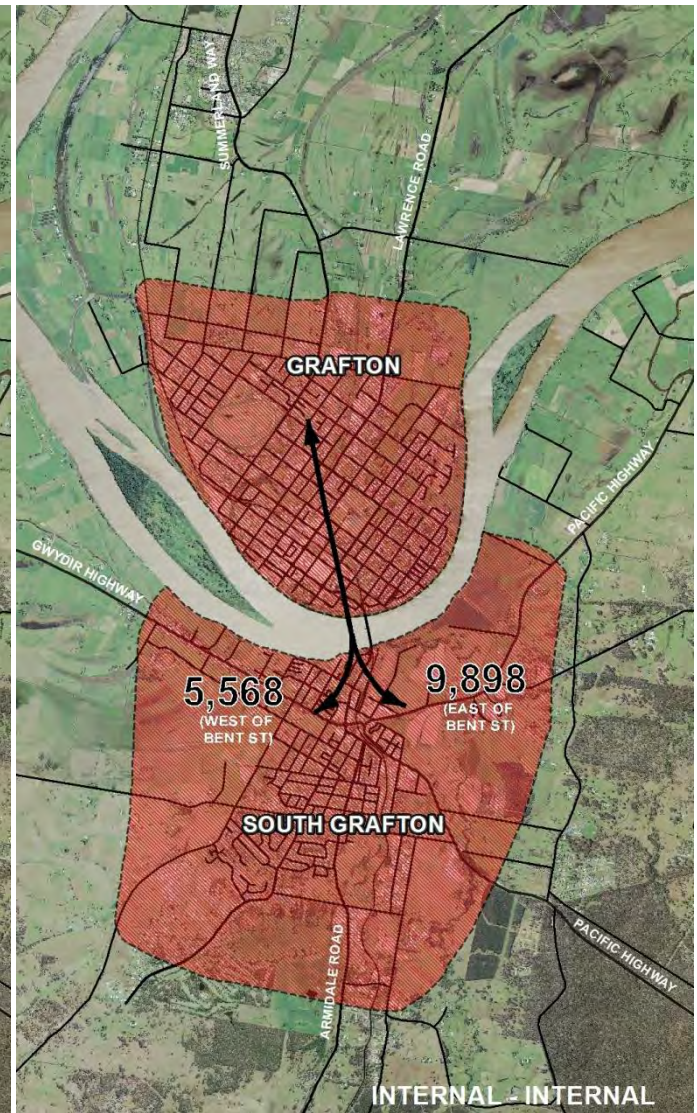 SUMMERLAND WAY
LAWRENCE ROAD
GRAFTON
PACIFIC HIGHWAY
GWYDIR HIGHWAY
5,568
(WEST OF
BENT ST)
9,898
(EAST OF
BENT ST)
SOUTH GRAFTON
ARMIDALE ROAD
PACIFIC HIGHWAY
INTERNAL - INTERNAL